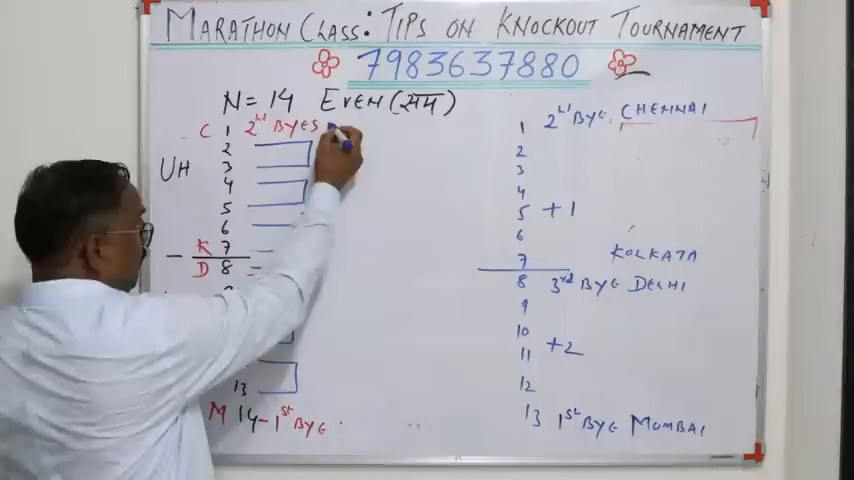 MARATHON CLASS: TIPS ON KNOCKOUT TOURNAMENT
7983637880
N = 14 EVEN (सम)
C 1 2nd BYES
2
UH 3
4
5
6
K 7
D 8
13
M 14 - 1st BYE
1 2nd BYE, CHENNAI
2
3
4
5 +1
6
7 KOLKATA
8 3rd BYE DELHI
9
10
11 +2
12
13 1st BYE MUMBAI